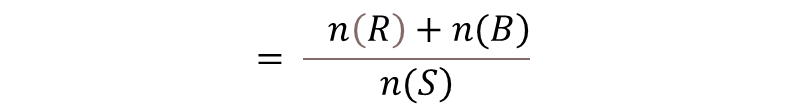 = n(R) + n(B)
n(S)